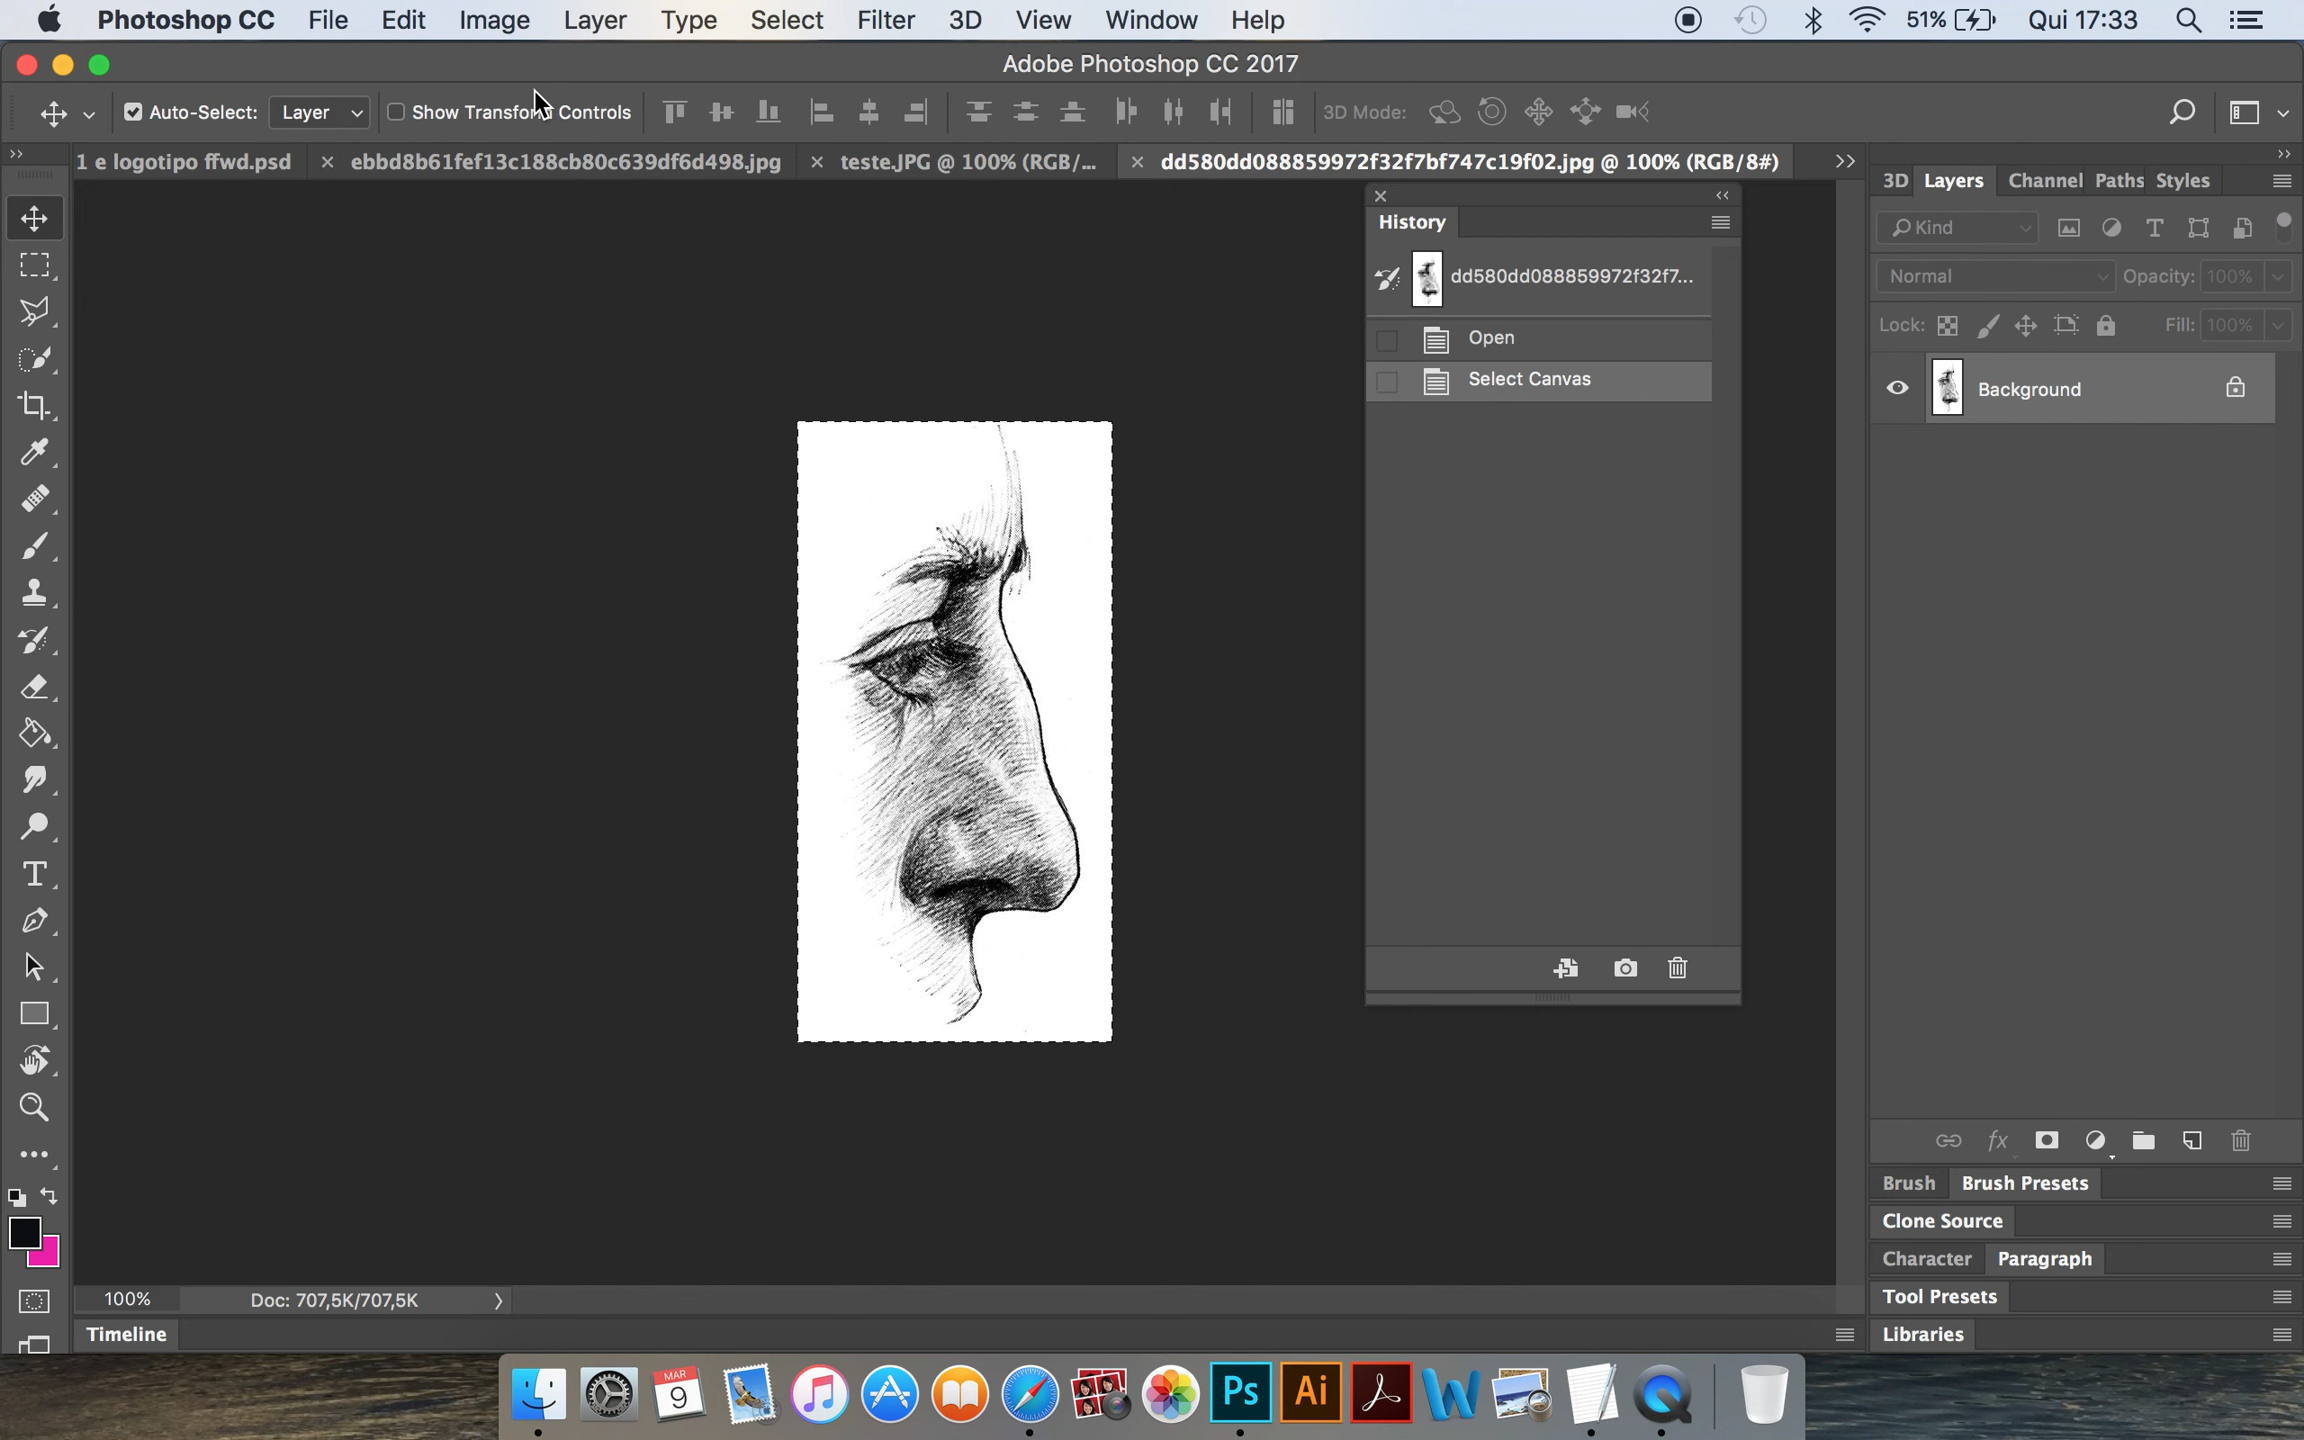 Photoshop CC File Edit Image Layer Type Select Filter 3D View Window Help 51% Qui 17:33
Adobe Photoshop CC 2017
Auto-Select: Layer Show Transform Controls 3D Mode:
1 e logotipo ffwd.psd ebbd8b61fef13c188cb80c639df6d498.jpg teste.JPG @ 100% (RGB/... dd580dd088859972f32f7bf747c19f02.jpg @ 100% (RGB/8#)
3D Layers Channel Paths Styles
History
Kind
dd580dd088859972f32f7...
Normal Opacity: 100%
Lock: Fill: 100%
Open
Select Canvas
Background
Brush Brush Presets
Clone Source
Character Paragraph
Tool Presets
Libraries
100% Doc: 707,5K/707,5K
Timeline
MAR
9
Ps Ai W